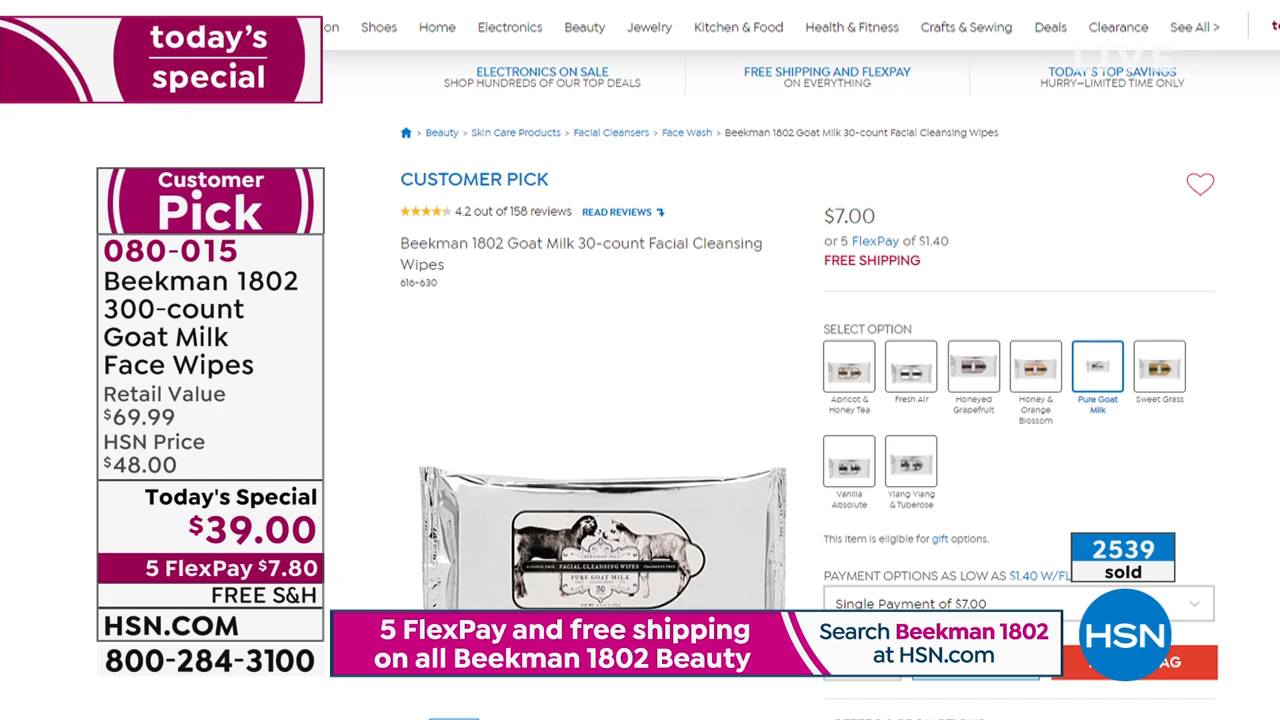 today's
special
on Shoes Home Electronics Beauty Jewelry Kitchen & Food Health & Fitness Crafts & Sewing Deals Clearance See All >
LIVE
ELECTRONICS ON SALE
SHOP HUNDREDS OF OUR TOP DEALS
FREE SHIPPING AND FLEXPAY
ON EVERYTHING
TODAY'S TOP SAVINGS
HURRY—LIMITED TIME ONLY
> Beauty > Skin Care Products > Facial Cleansers > Face Wash > Beekman 1802 Goat Milk 30-count Facial Cleansing Wipes
Customer
Pick
080-015
Beekman 1802
300-count
Goat Milk
Face Wipes
Retail Value
$69.99
HSN Price
$48.00
Today's Special
$39.00
5 FlexPay $7.80
FREE S&H
HSN.COM
800-284-3100
CUSTOMER PICK
4.2 out of 158 reviews READ REVIEWS
Beekman 1802 Goat Milk 30-count Facial Cleansing
Wipes
616-630
$7.00
or 5 FlexPay of $1.40
FREE SHIPPING
SELECT OPTION
Apricot &
Honey Tea
Fresh Air
Honeyed
Grapefruit
Honey &
Orange
Blossom
Pure Goat
Milk
Sweet Grass
Vanilla
Absolute
Ylang Ylang
& Tuberose
This item is eligible for gift options.
2539
sold
PAYMENT OPTIONS AS LOW AS $1.40 W/FL
Single Payment of $7.00
FACIAL CLEANSING WIPES
PURE GOAT MILK
30
5 FlexPay and free shipping
on all Beekman 1802 Beauty
Search Beekman 1802
at HSN.com
HSN
AG